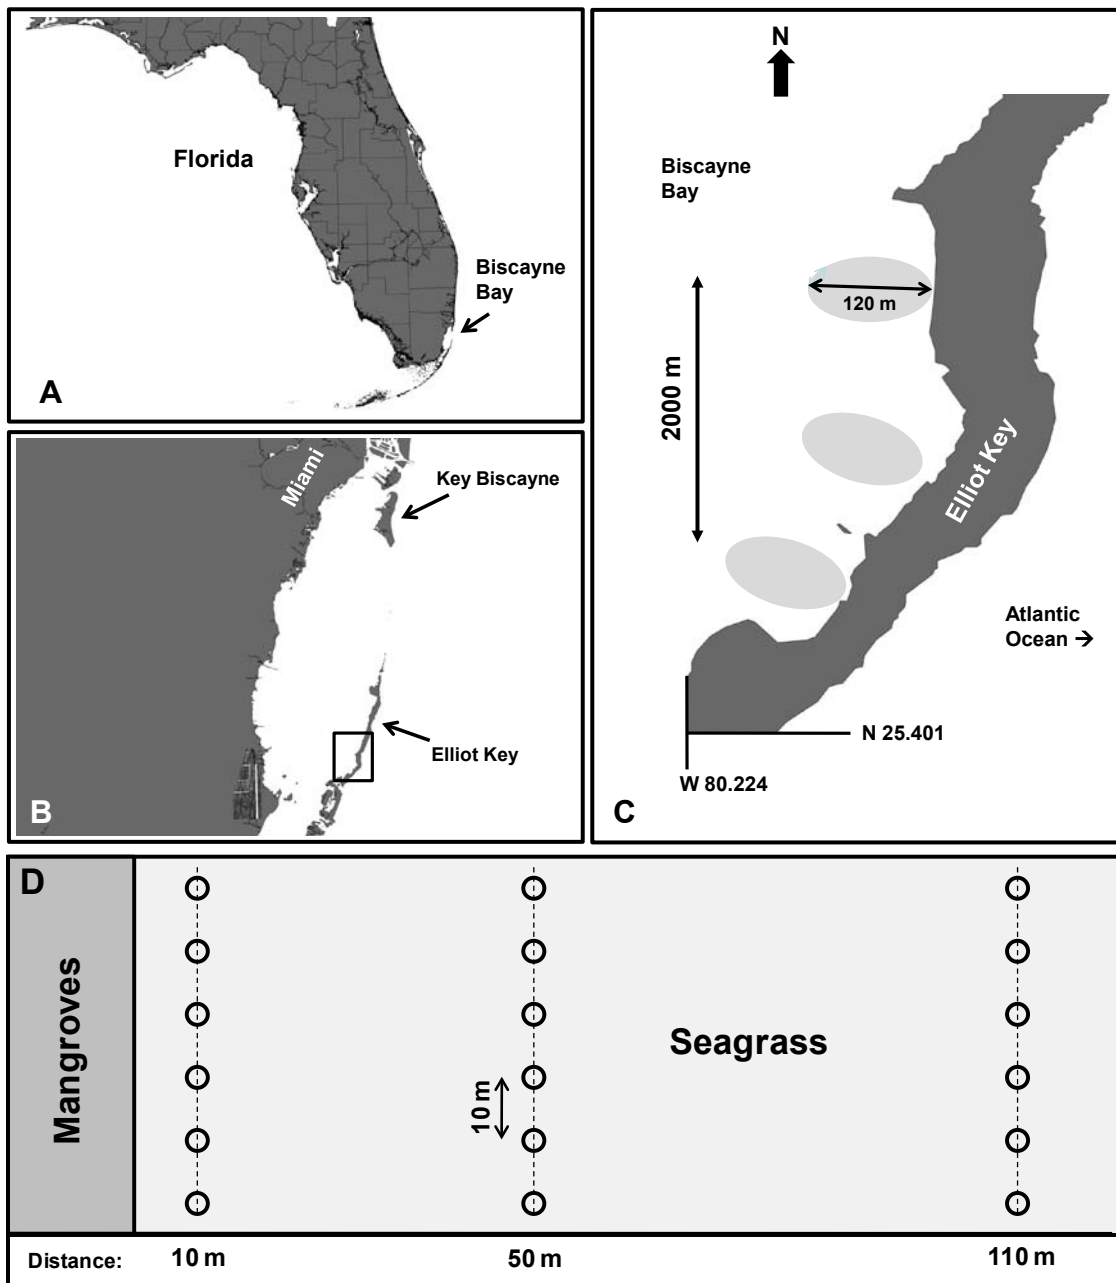 Florida
Biscayne
Bay
A
Miami
Key Biscayne
Elliot Key
B
N
Biscayne
Bay
120 m
2000 m
Elliot Key
Atlantic
Ocean →
N 25.401
W 80.224
C
D
Mangroves
Seagrass
10 m
Distance:
10 m
50 m
110 m